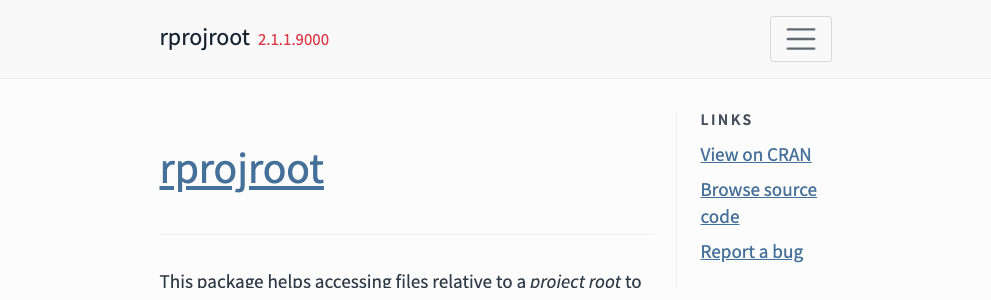 rprojroot 2.1.1.9000
rprojroot
This package helps accessing files relative to a project root to
LINKS
View on CRAN
Browse source
code
Report a bug